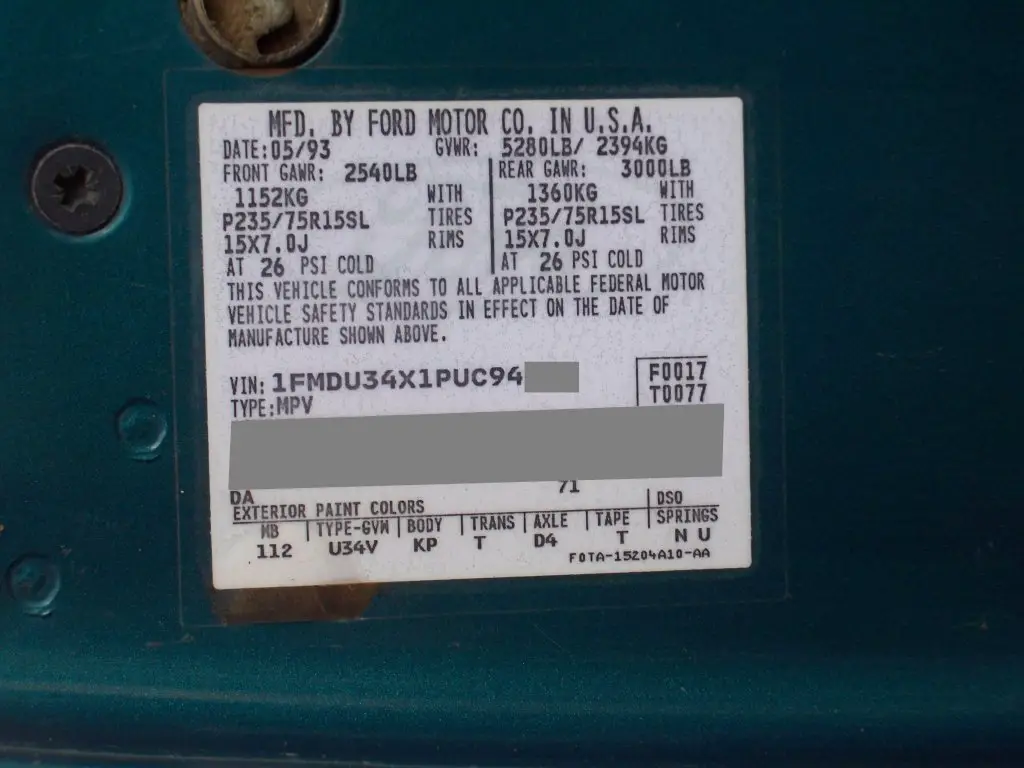 MFD. BY FORD MOTOR CO. IN U.S.A.
DATE: 05/93 GVWR: 5280LB/ 2394KG
FRONT GAWR: 2540LB REAR GAWR: 3000LB
1152KG WITH 1360KG WITH
P235/75R15SL TIRES P235/75R15SL TIRES
15X7.0J RIMS 15X7.0J RIMS
AT 26 PSI COLD AT 26 PSI COLD
THIS VEHICLE CONFORMS TO ALL APPLICABLE FEDERAL MOTOR
VEHICLE SAFETY STANDARDS IN EFFECT ON THE DATE OF
MANUFACTURE SHOWN ABOVE.
VIN: 1FMDU34X1PUC94 F0017
TYPE: MPV T0077
DA 71
EXTERIOR PAINT COLORS DSO
WB TYPE-GVW BODY TRANS AXLE TAPE SPRINGS
112 U34V KP T D4 T N U
F0TA-15204A10-AA